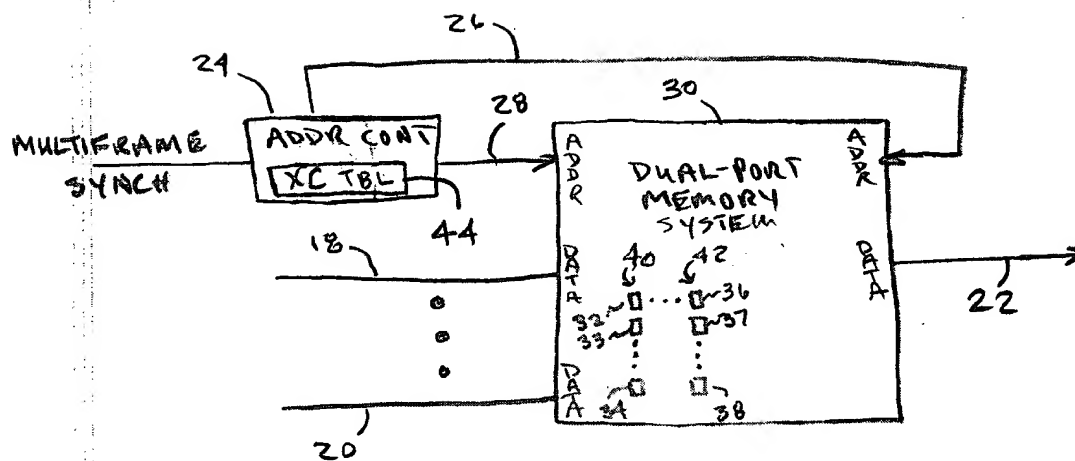 26
24
30
28
MULTIFRAME
SYNCH
ADDR CONT
XC TBL
44
ADDR
ADDR
DUAL-PORT
MEMORY
SYSTEM
18
DATA
DATA
40
42
32
36
33
37
22
34
38
DATA
20